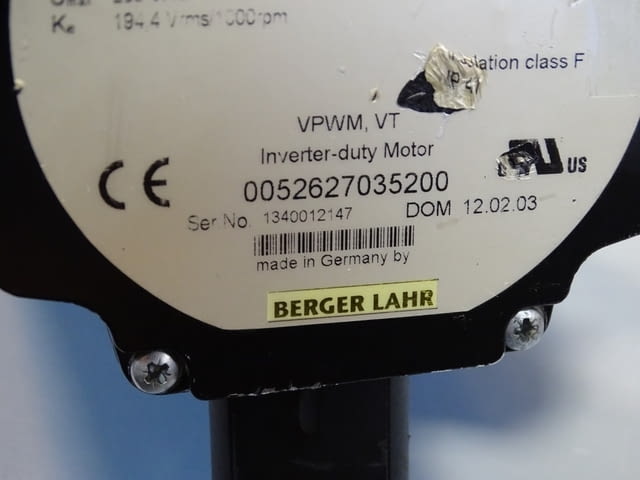 Ke 194,4 Vrms/1000rpm
class F
VPWM, VT
Inverter-duty Motor
CE
0052627035200
US
Ser No. 1340012147 DOM 12.02.03
made in Germany by
BERGER LAHR